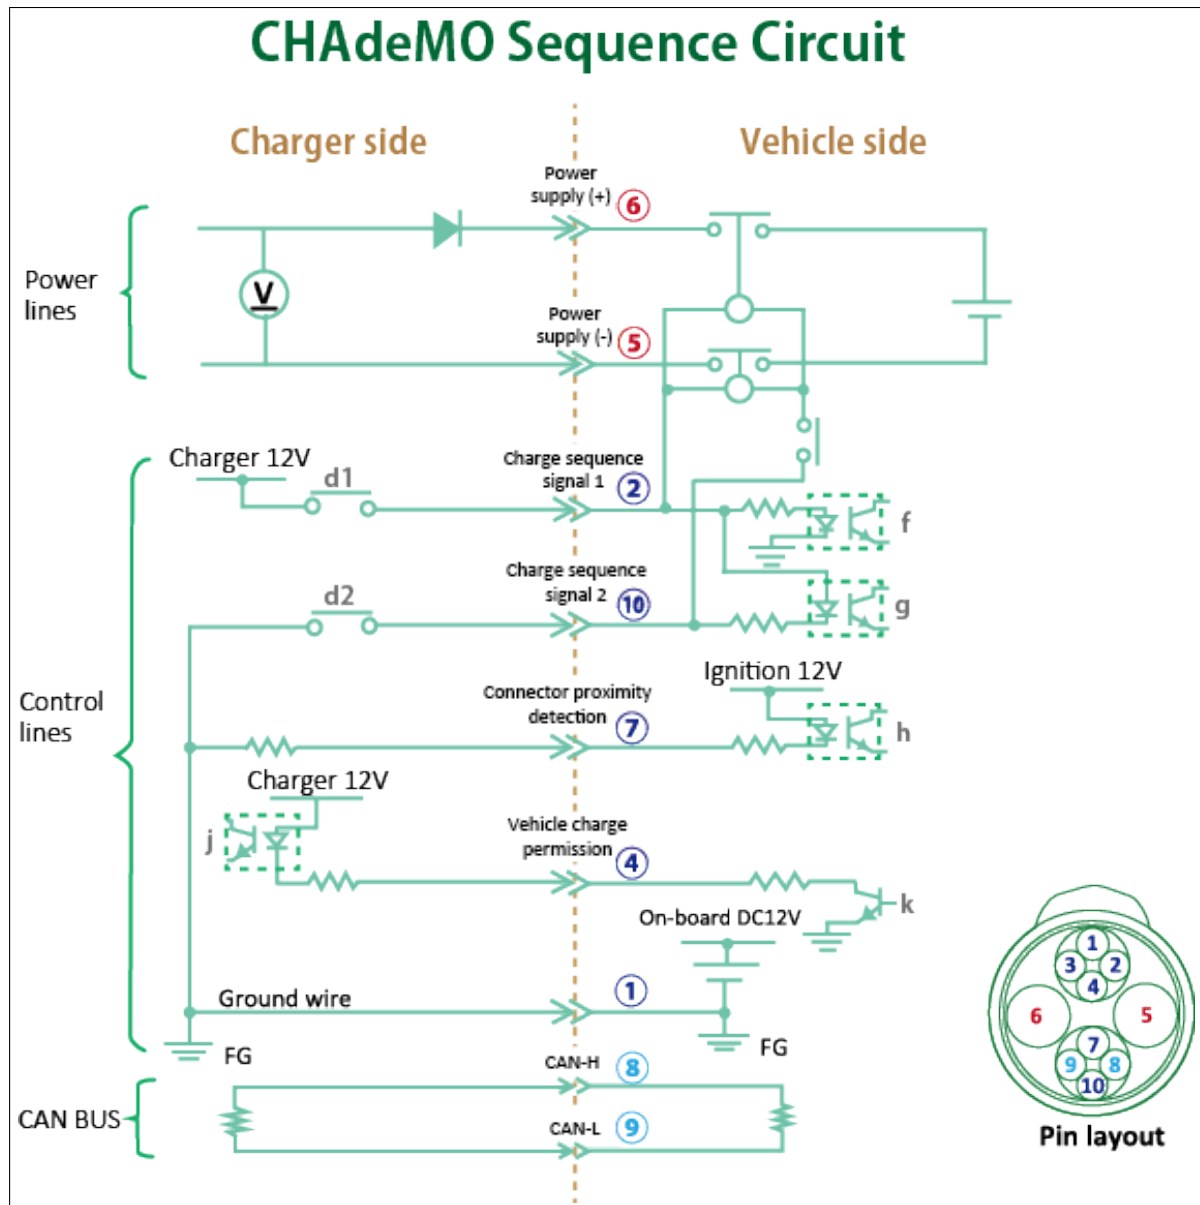 CHAdeMO Sequence Circuit
Charger side
Vehicle side
Power
supply (+)
6
Power
lines
V
Power
supply (-)
5
Charger 12V
d1
Charge sequence
signal 1
2
f
d2
Charge sequence
signal 2
10
g
Control
lines
Connector proximity
detection
7
Ignition 12V
h
Charger 12V
j
Vehicle charge
permission
4
k
On-board DC12V
Ground wire
1
FG
FG
CAN BUS
CAN-H
8
CAN-L
9
1
3
2
4
6
5
7
9
8
10
Pin layout